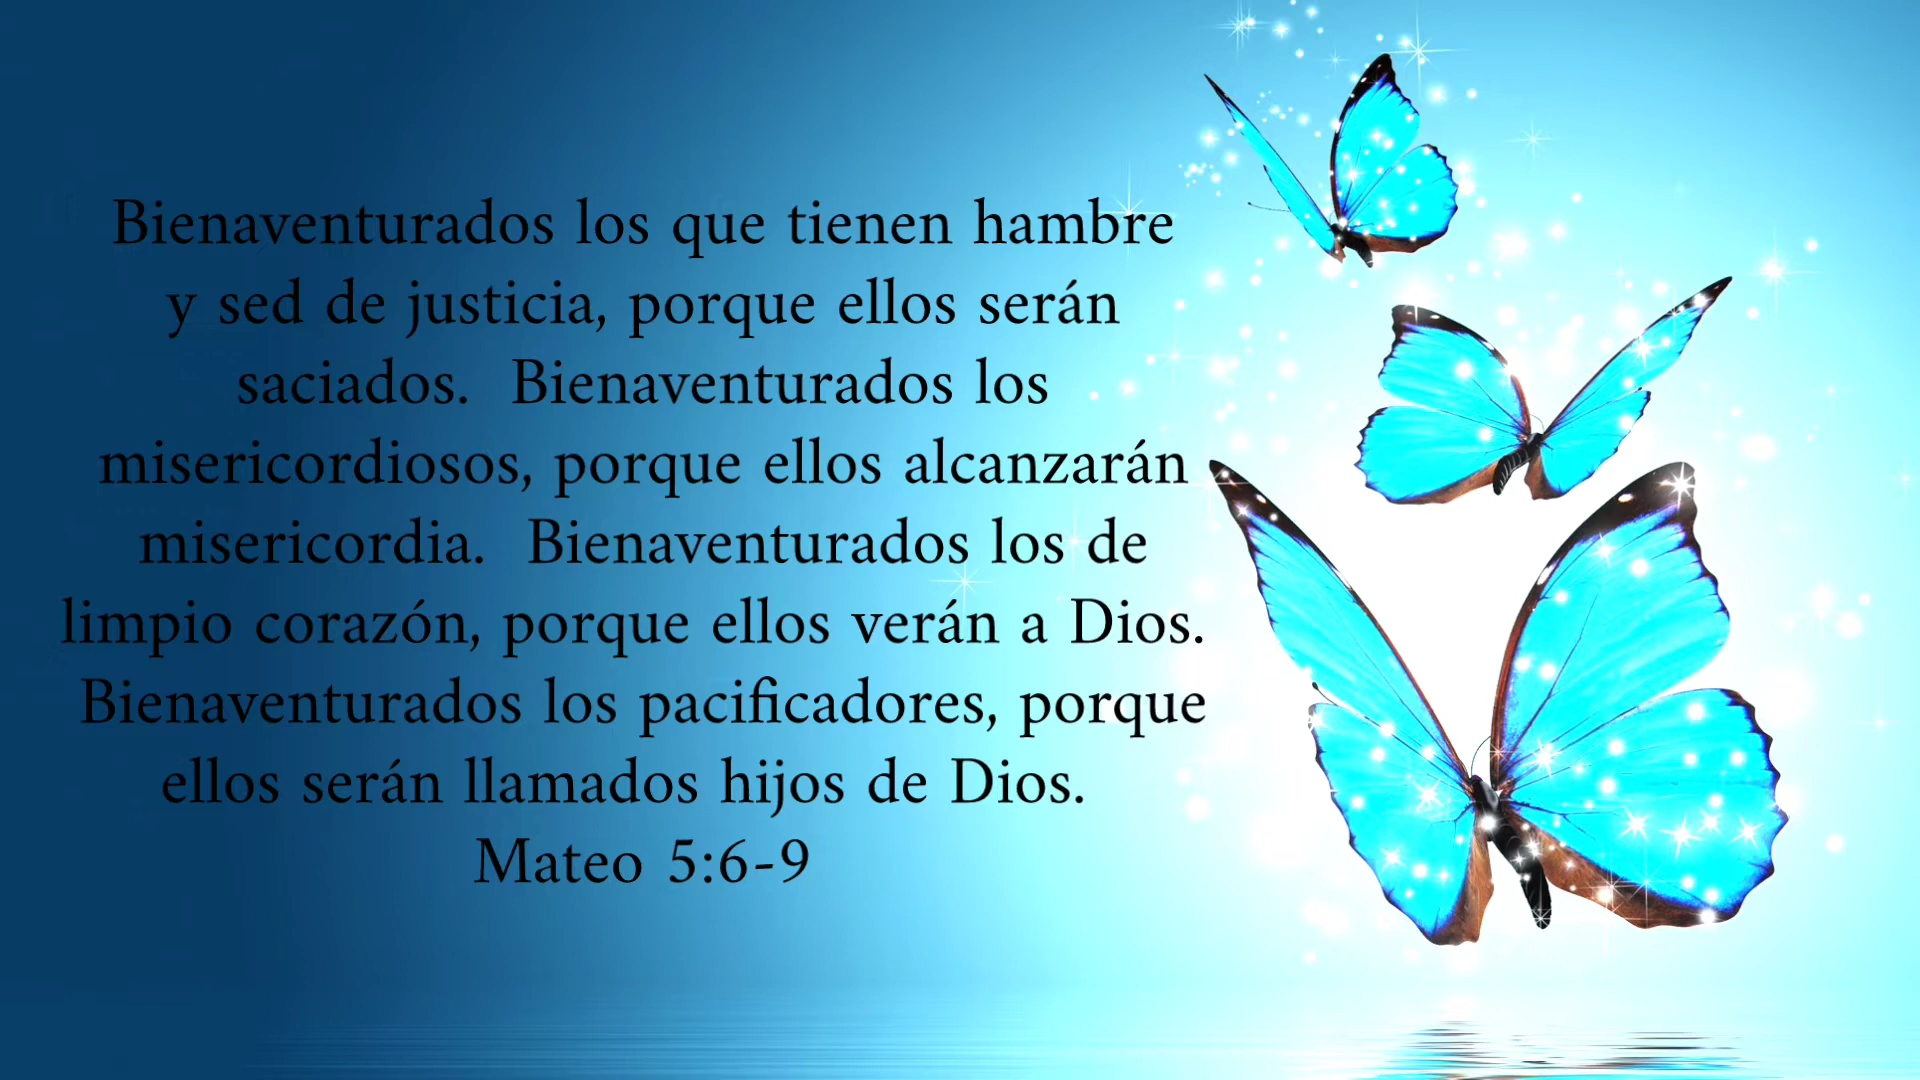 Bienaventurados los que tienen hambre
y sed de justicia, porque ellos serán
saciados.  Bienaventurados los
misericordiosos, porque ellos alcanzarán
misericordia.  Bienaventurados los de
limpio corazón, porque ellos verán a Dios.
Bienaventurados los pacificadores, porque
ellos serán llamados hijos de Dios.
Mateo 5:6-9